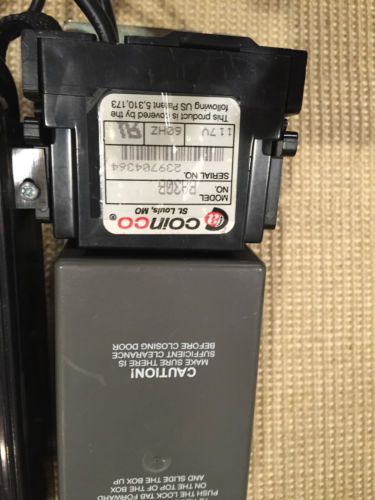 PUSH THE LOCK TAB FORWARD
ON THE TOP OF THE BOX
AND SLIDE THE BOX UP
CAUTION!
MAKE SURE THERE IS
SUFFICIENT CLEARANCE
BEFORE CLOSING DOOR
coinco®
St. Louis, MO
MODEL NO. BA30B
SERIAL NO. 239704364
117V 60HZ
This product is covered by the
following US Patent 5,310,173